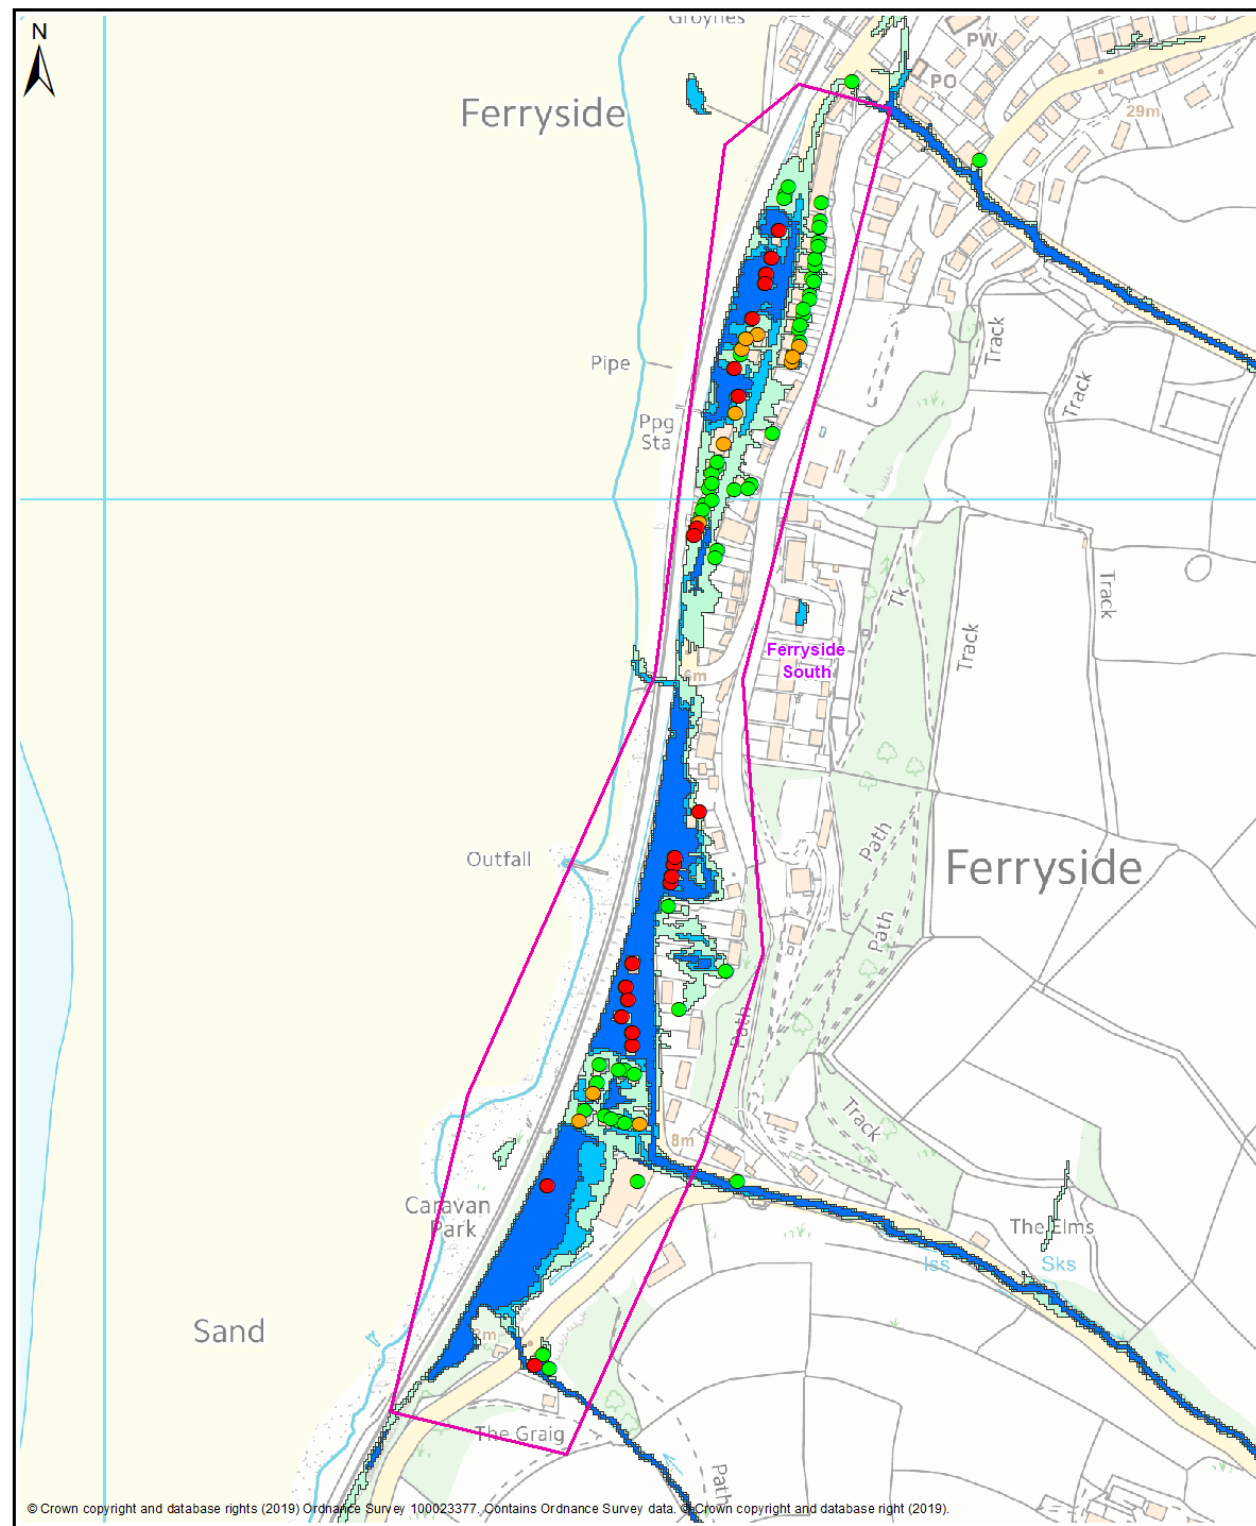 N
Groynes
PW
PO
Ferryside
29m
Track
Pipe
Track
Ppg
Sta
Tk
Track
Track
Ferryside
South
6m
Path
Outfall
Ferryside
Path
Path
Track
8m
Caravan
Park
The Elms
Iss
Sks
Sand
The Graig
Path
© Crown copyright and database rights (2019) Ordnance Survey 100023377. Contains Ordnance Survey data. © Crown copyright and database right (2019).